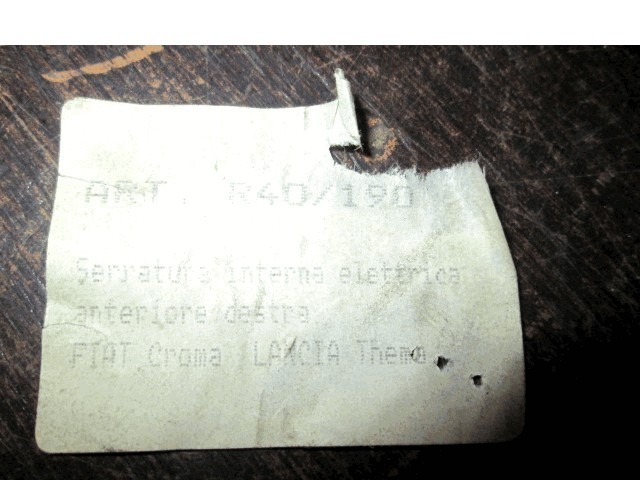 ART. R40/190
Serratura interna elettrica
anteriore destra
FIAT Croma LANCIA Thema